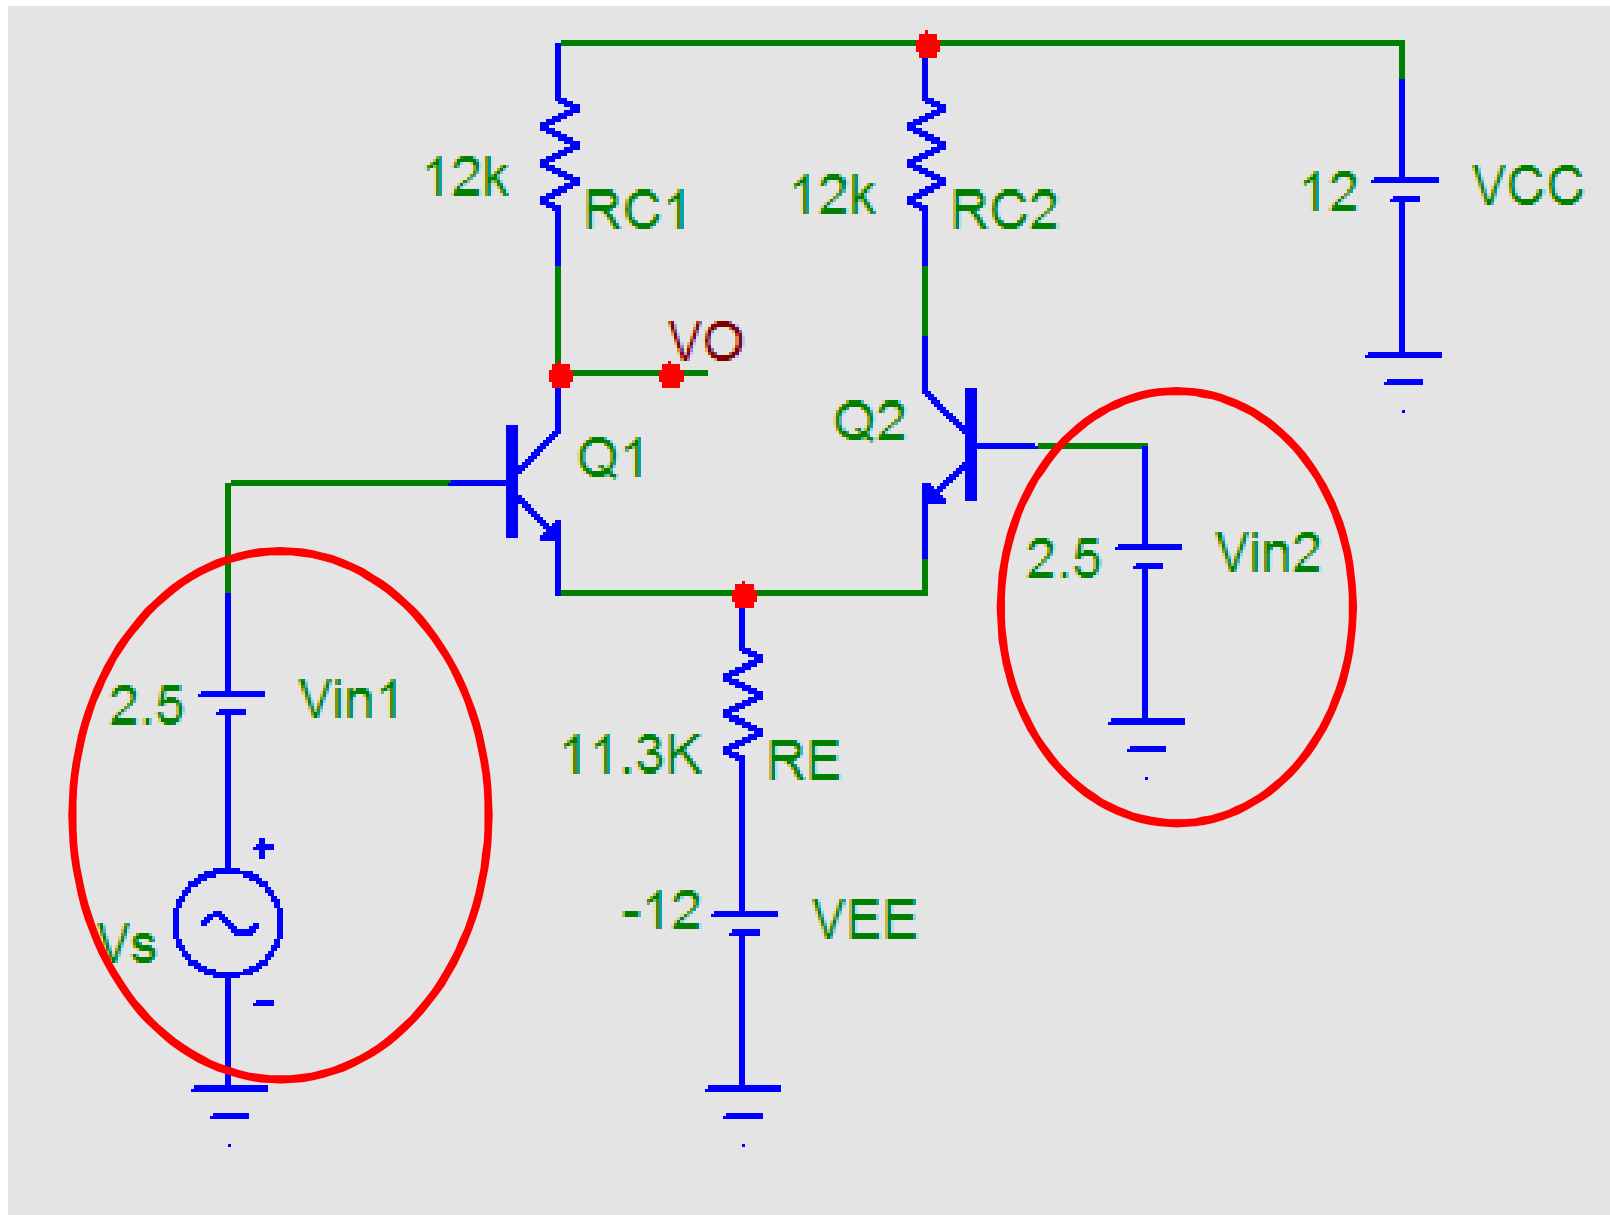 12k
RC1
12k
RC2
12
VCC
VO
Q1
Q2
2.5
Vin2
2.5
Vin1
11.3K
RE
+
Vs
-
-12
VEE